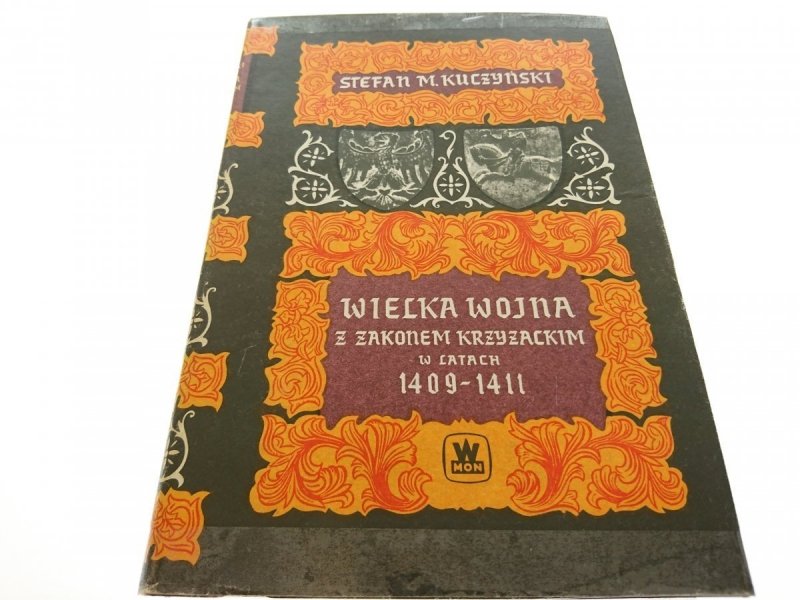 STEFAN M. KUCZYŃSKI
WIELKA WOJNA
Z ZAKONEM KRZYŻACKIM
W LATACH
1409-1411
W
MON